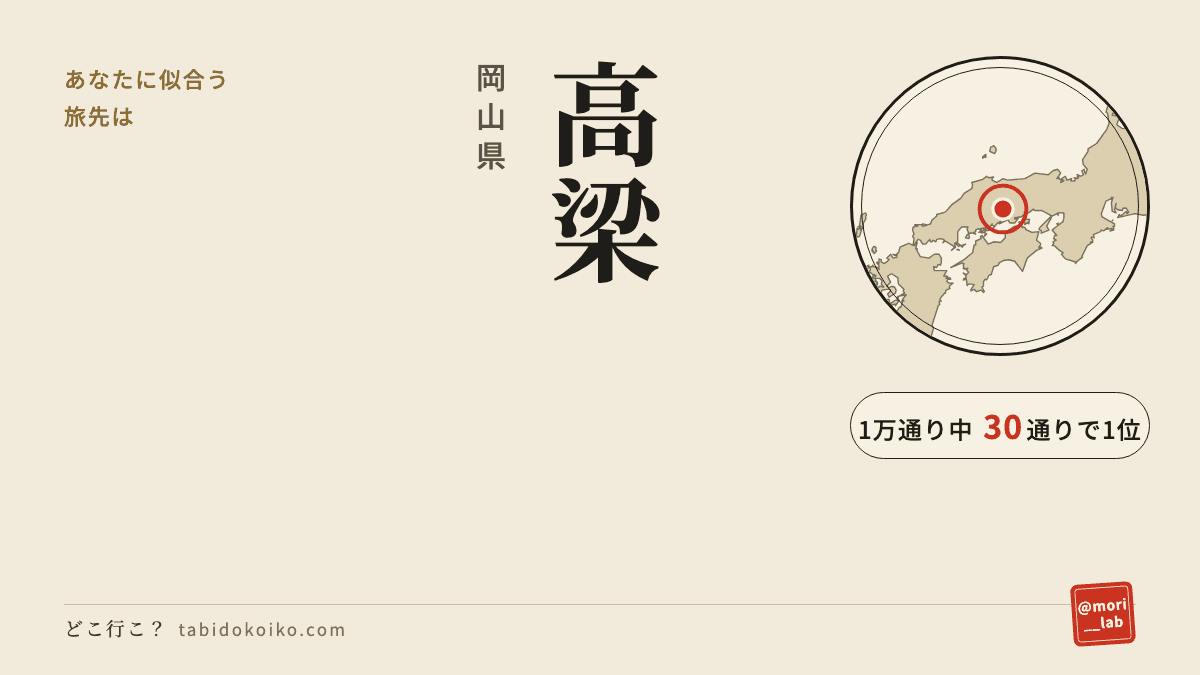 あなたに似合う
旅先は
高梁
岡山県
1万通り中 30通りで1位
どこ行こ？ tabidokoiko.com
@mori
__lab